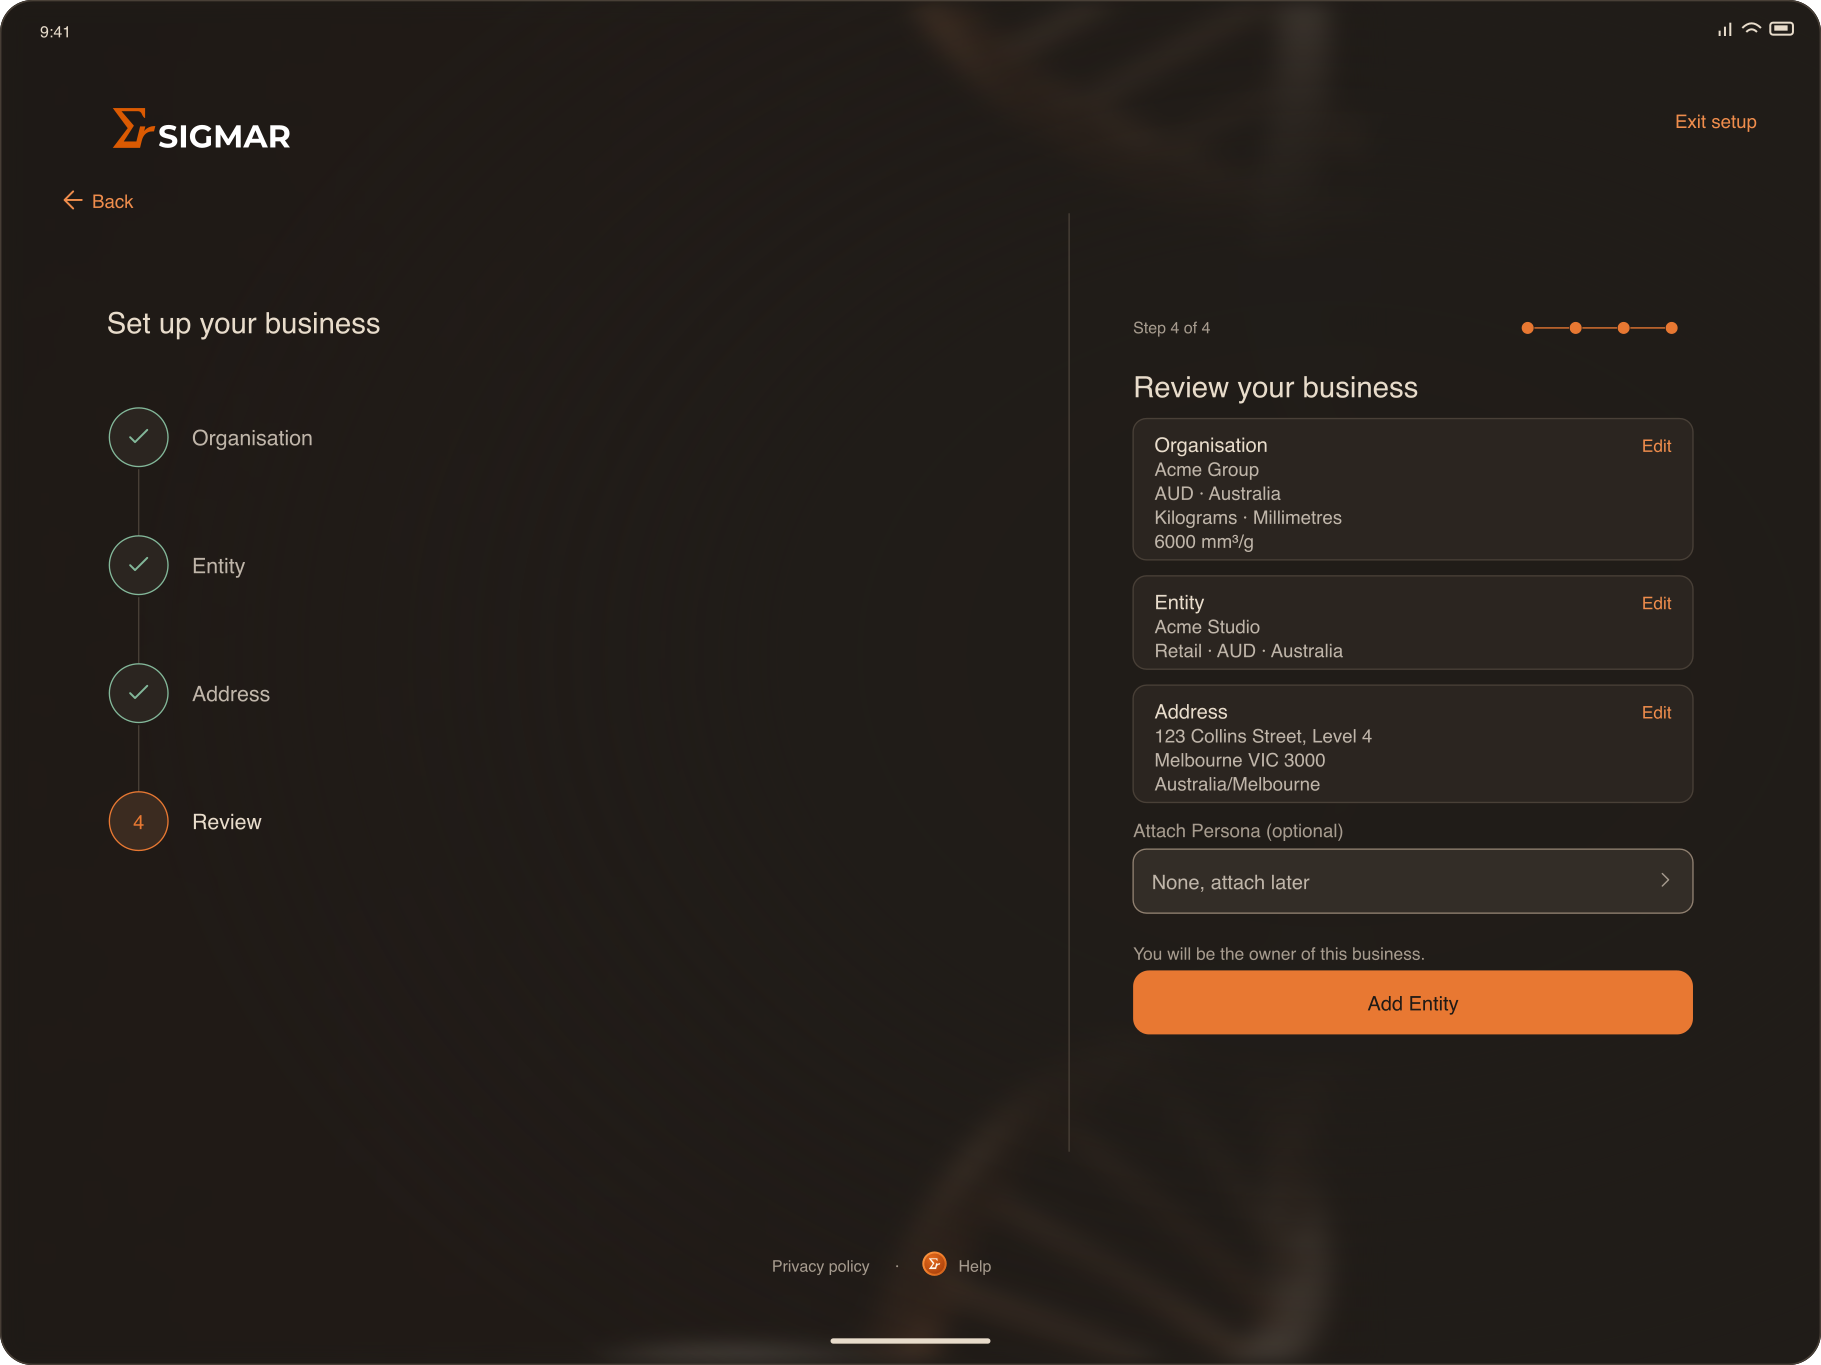 9:41
SIGMAR
Exit setup
Back
Set up your business
Organisation
Entity
Address
4
Review
Step 4 of 4
Review your business
Organisation
Edit
Acme Group
AUD · Australia
Kilograms · Millimetres
6000 mm³/g
Entity
Edit
Acme Studio
Retail · AUD · Australia
Address
Edit
123 Collins Street, Level 4
Melbourne VIC 3000
Australia/Melbourne
Attach Persona (optional)
None, attach later
You will be the owner of this business.
Add Entity
Privacy policy · Help